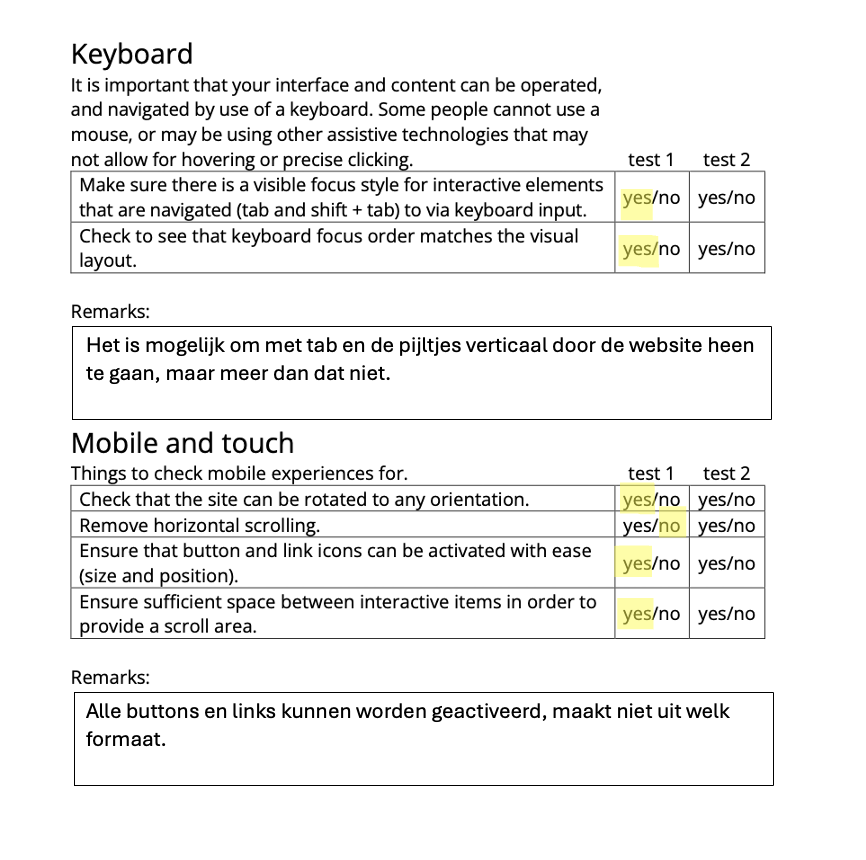 Keyboard
It is important that your interface and content can be operated,
and navigated by use of a keyboard. Some people cannot use a
mouse, or may be using other assistive technologies that may
not allow for hovering or precise clicking. test 1 test 2
Make sure there is a visible focus style for interactive elements
that are navigated (tab and shift + tab) to via keyboard input. yes/no yes/no
Check to see that keyboard focus order matches the visual
layout. yes/no yes/no
Remarks:
Het is mogelijk om met tab en de pijltjes verticaal door de website heen
te gaan, maar meer dan dat niet.
Mobile and touch
Things to check mobile experiences for. test 1 test 2
Check that the site can be rotated to any orientation. yes/no yes/no
Remove horizontal scrolling. yes/no yes/no
Ensure that button and link icons can be activated with ease
(size and position). yes/no yes/no
Ensure sufficient space between interactive items in order to
provide a scroll area. yes/no yes/no
Remarks:
Alle buttons en links kunnen worden geactiveerd, maakt niet uit welk
formaat.